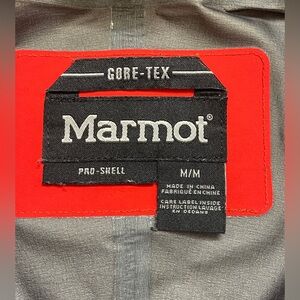 GORE-TEX
Marmot®
PRO-SHELL
M/M
MADE IN CHINA
FABRIQUÉ EN CHINE
CARE LABEL INSIDE
INSTRUCTION LAVAGE
EN DEDANS